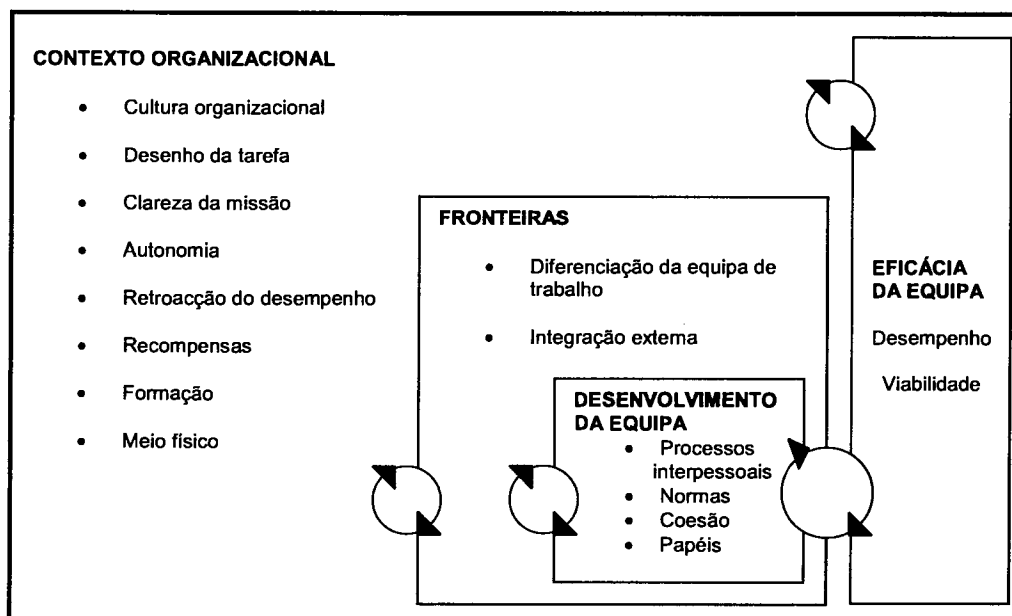 CONTEXTO ORGANIZACIONAL
• Cultura organizacional
• Desenho da tarefa
• Clareza da missão
• Autonomia
• Retroacção do desempenho
• Recompensas
• Formação
• Meio físico
FRONTEIRAS
• Diferenciação da equipa de
trabalho
• Integração externa
DESENVOLVIMENTO
DA EQUIPA
• Processos
interpessoais
• Normas
• Coesão
• Papéis
EFICÁCIA
DA EQUIPA
Desempenho
Viabilidade